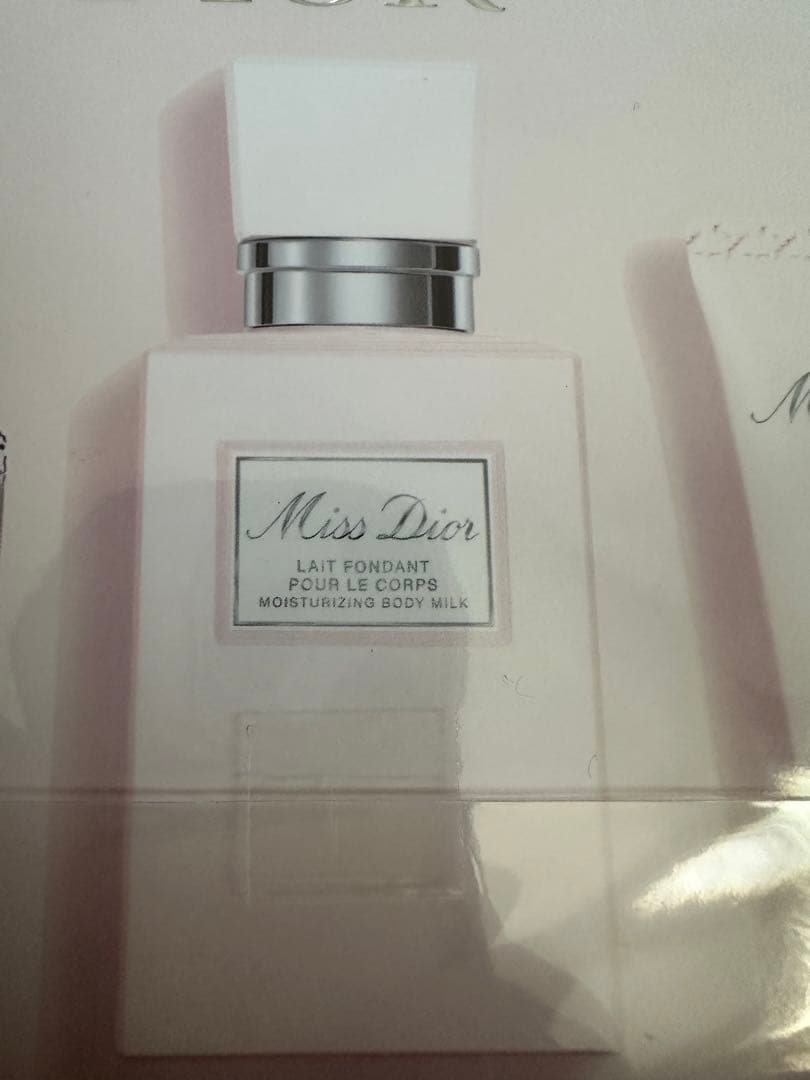 Miss Dior
LAIT FONDANT
POUR LE CORPS
MOISTURIZING BODY MILK